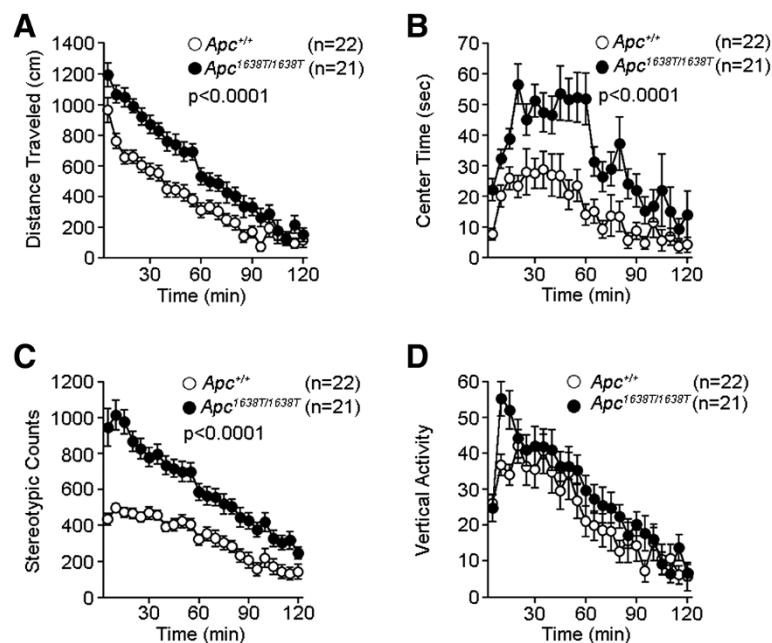 A
Apc+/+ (n=22)
Apc1638T/1638T (n=21)
p<0.0001
Distance Traveled (cm)
1400
1200
1000
800
600
400
200
0
30 60 90 120
Time (min)
B
Apc+/+ (n=22)
Apc1638T/1638T (n=21)
p<0.0001
Center Time (sec)
70
60
50
40
30
20
10
0
30 60 90 120
Time (min)
C
Apc+/+ (n=22)
Apc1638T/1638T (n=21)
p<0.0001
Stereotypic Counts
1200
1000
800
600
400
200
0
30 60 90 120
Time (min)
D
Apc+/+ (n=22)
Apc1638T/1638T (n=21)
Vertical Activity
60
50
40
30
20
10
0
30 60 90 120
Time (min)